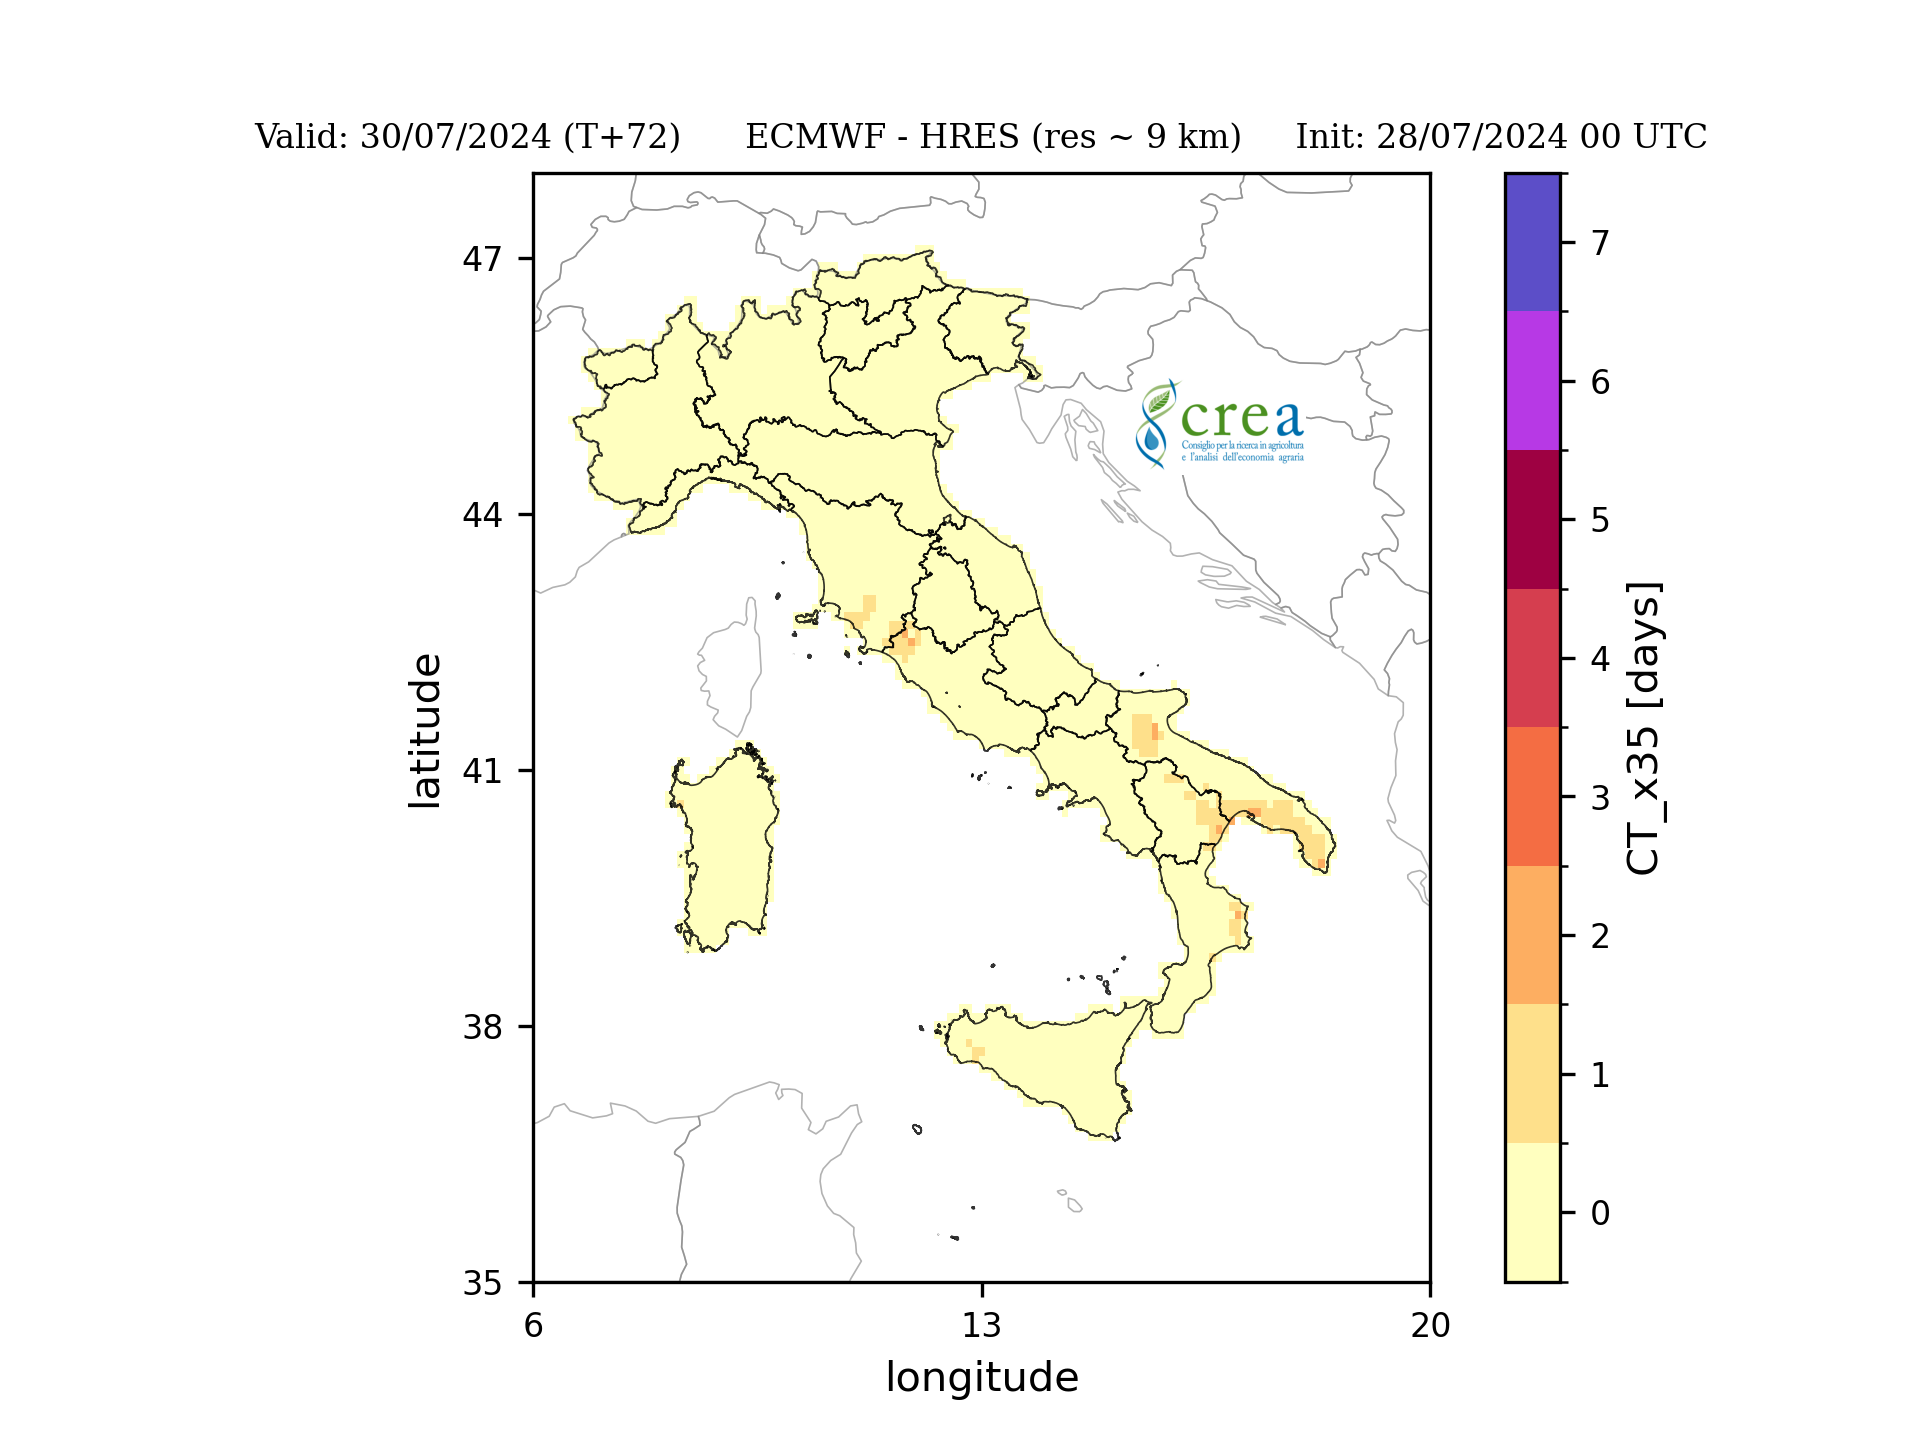 Valid: 30/07/2024 (T+72) ECMWF - HRES (res ~ 9 km) Init: 28/07/2024 00 UTC
47
44
41
38
35
6
13
20
latitude
longitude
crea
Consiglio per la ricerca in agricoltura
e l'analisi dell'economia agraria
7
6
5
4
3
2
1
0
CT_x35 [days]